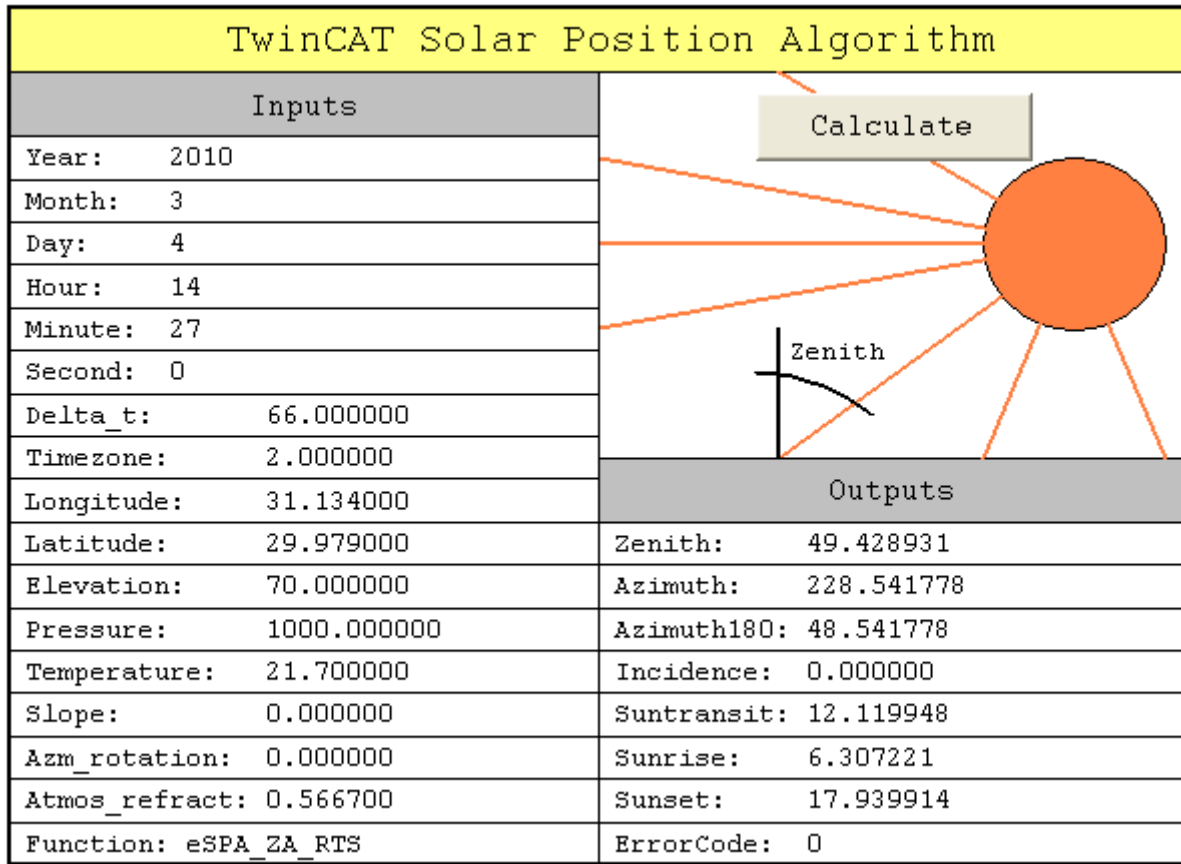 TwinCAT Solar Position Algorithm
Inputs
Year: 2010
Month: 3
Day: 4
Hour: 14
Minute: 27
Second: 0
Delta_t: 66.000000
Timezone: 2.000000
Longitude: 31.134000
Latitude: 29.979000
Elevation: 70.000000
Pressure: 1000.000000
Temperature: 21.700000
Slope: 0.000000
Azm_rotation: 0.000000
Atmos_refract: 0.566700
Function: eSPA_ZA_RTS
Calculate
Zenith
Outputs
Zenith: 49.428931
Azimuth: 228.541778
Azimuth180: 48.541778
Incidence: 0.000000
Suntransit: 12.119948
Sunrise: 6.307221
Sunset: 17.939914
ErrorCode: 0